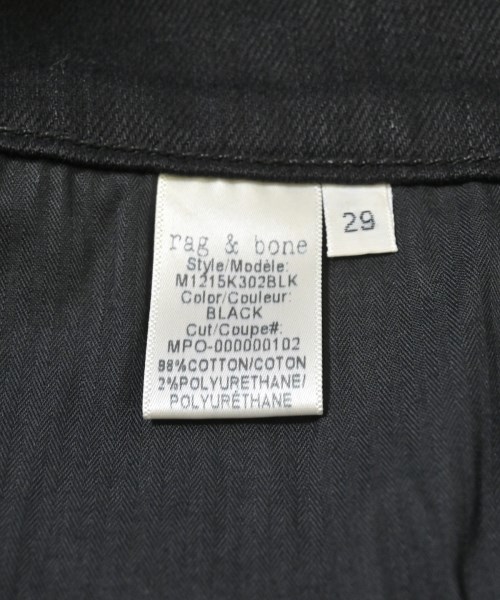 rag & bone
Style/Modèle:
M1215K302BLK
Color/Couleur:
BLACK
Cut/Coupe#:
MPO-000000102
98%COTTON/COTON
2%POLYURETHANE/
POLYURÉTHANE
29